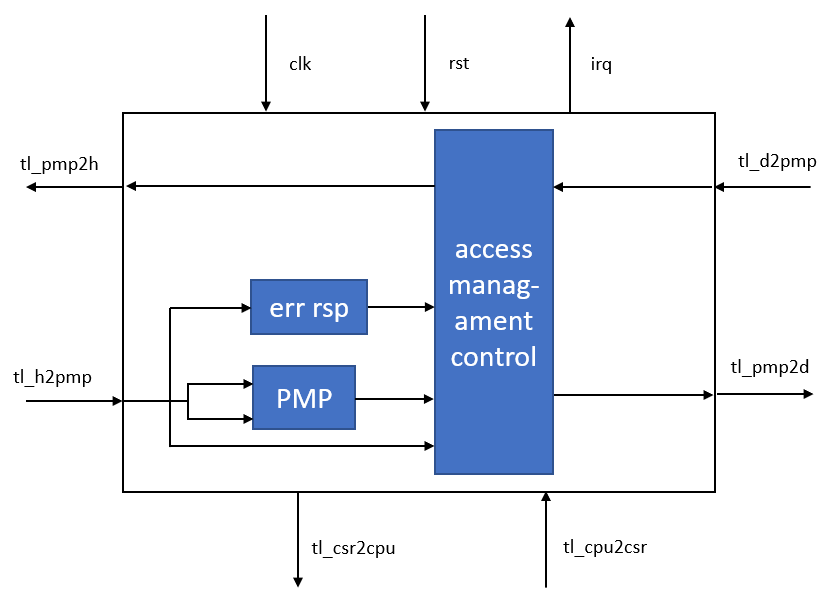 clk
rst
irq
tl_pmp2h
tl_d2pmp
access
manag-
ament
control
err rsp
tl_h2pmp
PMP
tl_pmp2d
tl_csr2cpu
tl_cpu2csr